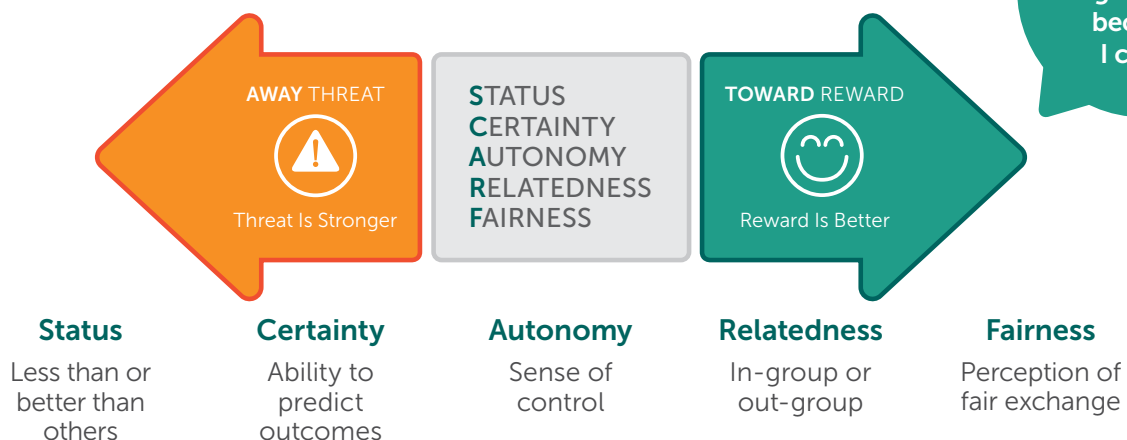 I c
AWAY THREAT
Threat Is Stronger
STATUS
CERTAINTY
AUTONOMY
RELATEDNESS
FAIRNESS
TOWARD REWARD
Reward Is Better
Status
Less than or
better than
others
Certainty
Ability to
predict
outcomes
Autonomy
Sense of
control
Relatedness
In-group or
out-group
Fairness
Perception of
fair exchange